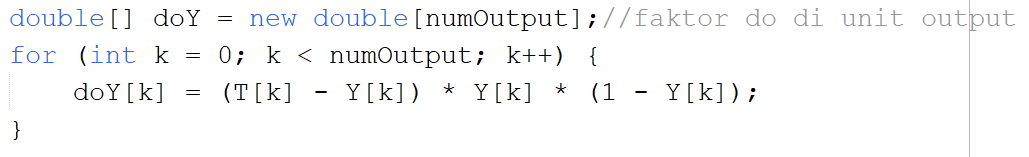 double[] doY = new double[numOutput];//faktor do di unit output
for (int k = 0; k < numOutput; k++) {
    doY[k] = (T[k] - Y[k]) * Y[k] * (1 - Y[k]);
}